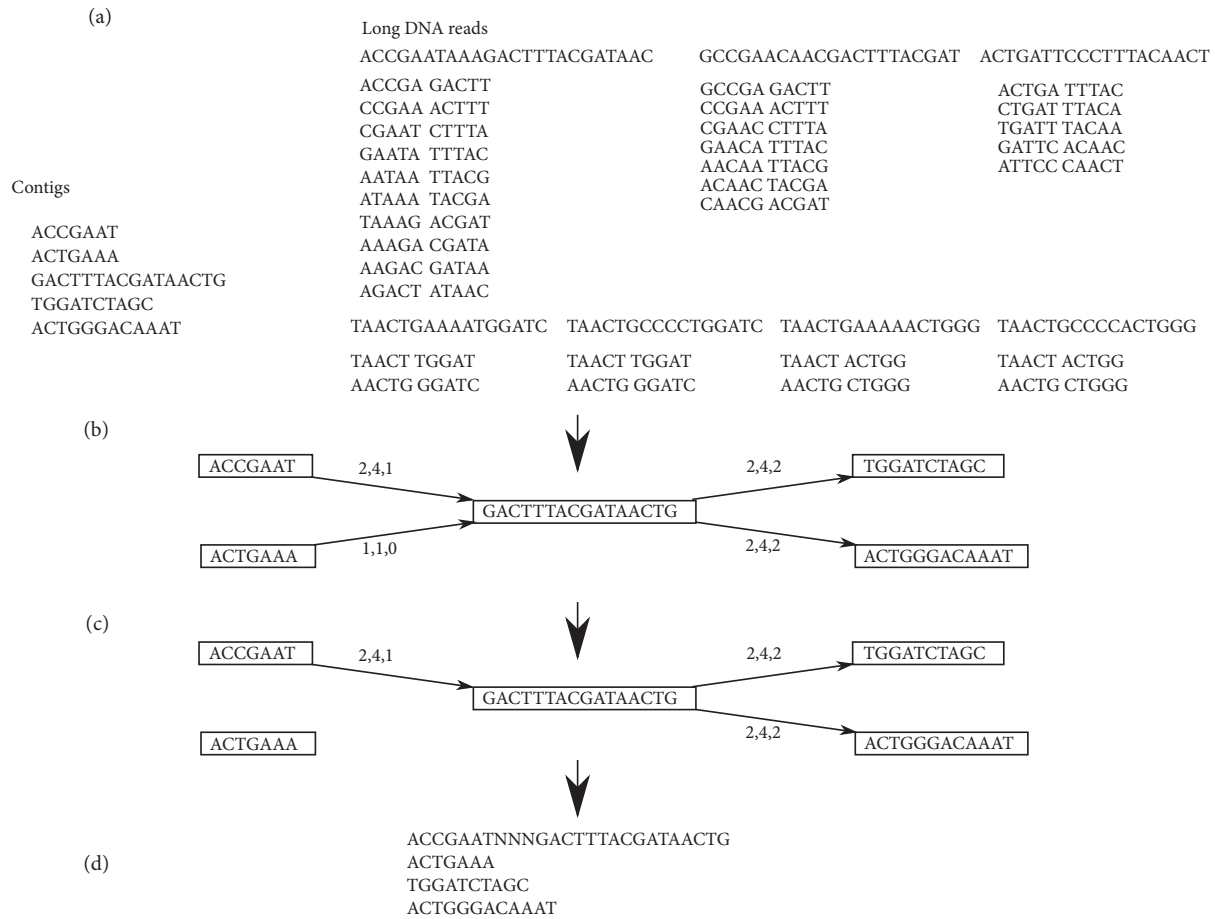 (a)
Long DNA reads
ACCGAATAAAGACTTTACGATAAC GCCGAACAACGACTTTACGAT ACTGATTCCCTTTACAACT
ACCGA GACTT
CCGAA ACTTT
CGAAT CTTTA
GAATA TTTAC
AATAA TTACG
ATAAA TACGA
TAAAG ACGAT
AAAGA CGATA
AAGAC GATAA
AGACT ATAAC
GCCGA GACTT
CCGAA ACTTT
CGAAC CTTTA
GAACA TTTAC
AACAA TTACG
ACAAC TACGA
CAACG ACGAT
ACTGA TTTAC
CTGAT TTACA
TGATT TACAA
GATTC ACAAC
ATTCC CAACT
Contigs
ACCGAAT
ACTGAAA
GACTTTACGATAACTG
TGGATCTAGC
ACTGGGACAAAT
TAACTGAAAATGGATC TAACTGCCCCTGGATC TAACTGAAAAACTGGG TAACTGCCCCACTGGG
TAACT TGGAT TAACT TGGAT TAACT ACTGG TAACT ACTGG
AACTG GGATC AACTG GGATC AACTG CTGGG AACTG CTGGG
(b)
ACCGAAT 2,4,1 2,4,2 TGGATCTAGC
GACTTTACGATAACTG
ACTGAAA 1,1,0 2,4,2 ACTGGGACAAAT
(c)
ACCGAAT 2,4,1 2,4,2 TGGATCTAGC
GACTTTACGATAACTG
ACTGAAA 2,4,2 ACTGGGACAAAT
(d)
ACCGAATNNNGACTTTACGATAACTG
ACTGAAA
TGGATCTAGC
ACTGGGACAAAT